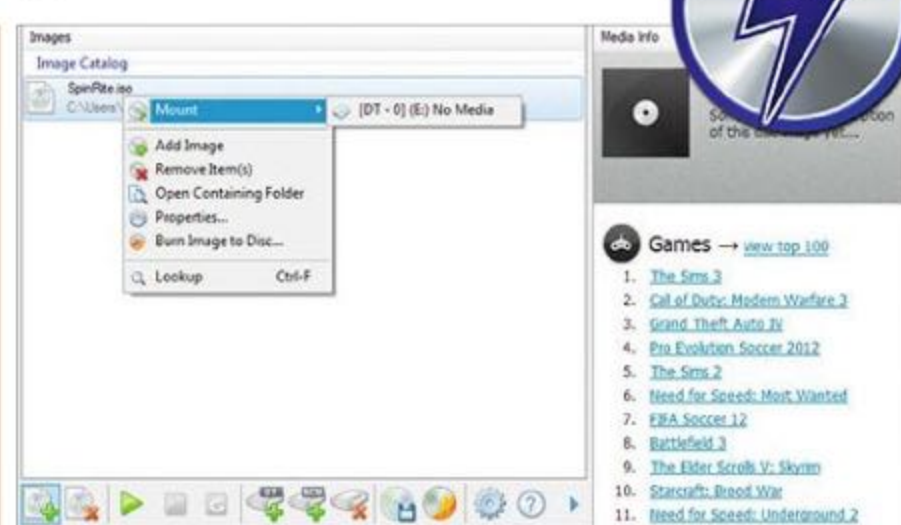 Images
Image Catalog
SpinRite.iso
C:\Users\
Mount
[DT - 0] (E:) No Media
Add Image
Remove Item(s)
Open Containing Folder
Properties...
Burn Image to Disc...
Lookup Ctrl-F
Media Info
of this
yet....
Games → view top 100
1. The Sims 3
2. Call of Duty: Modern Warfare 3
3. Grand Theft Auto IV
4. Pro Evolution Soccer 2012
5. The Sims 2
6. Need for Speed: Most Wanted
7. FIFA Soccer 12
8. Battlefield 3
9. The Elder Scrolls V: Skyrim
10. Starcraft: Brood War
11. Need for Speed: Underground 2